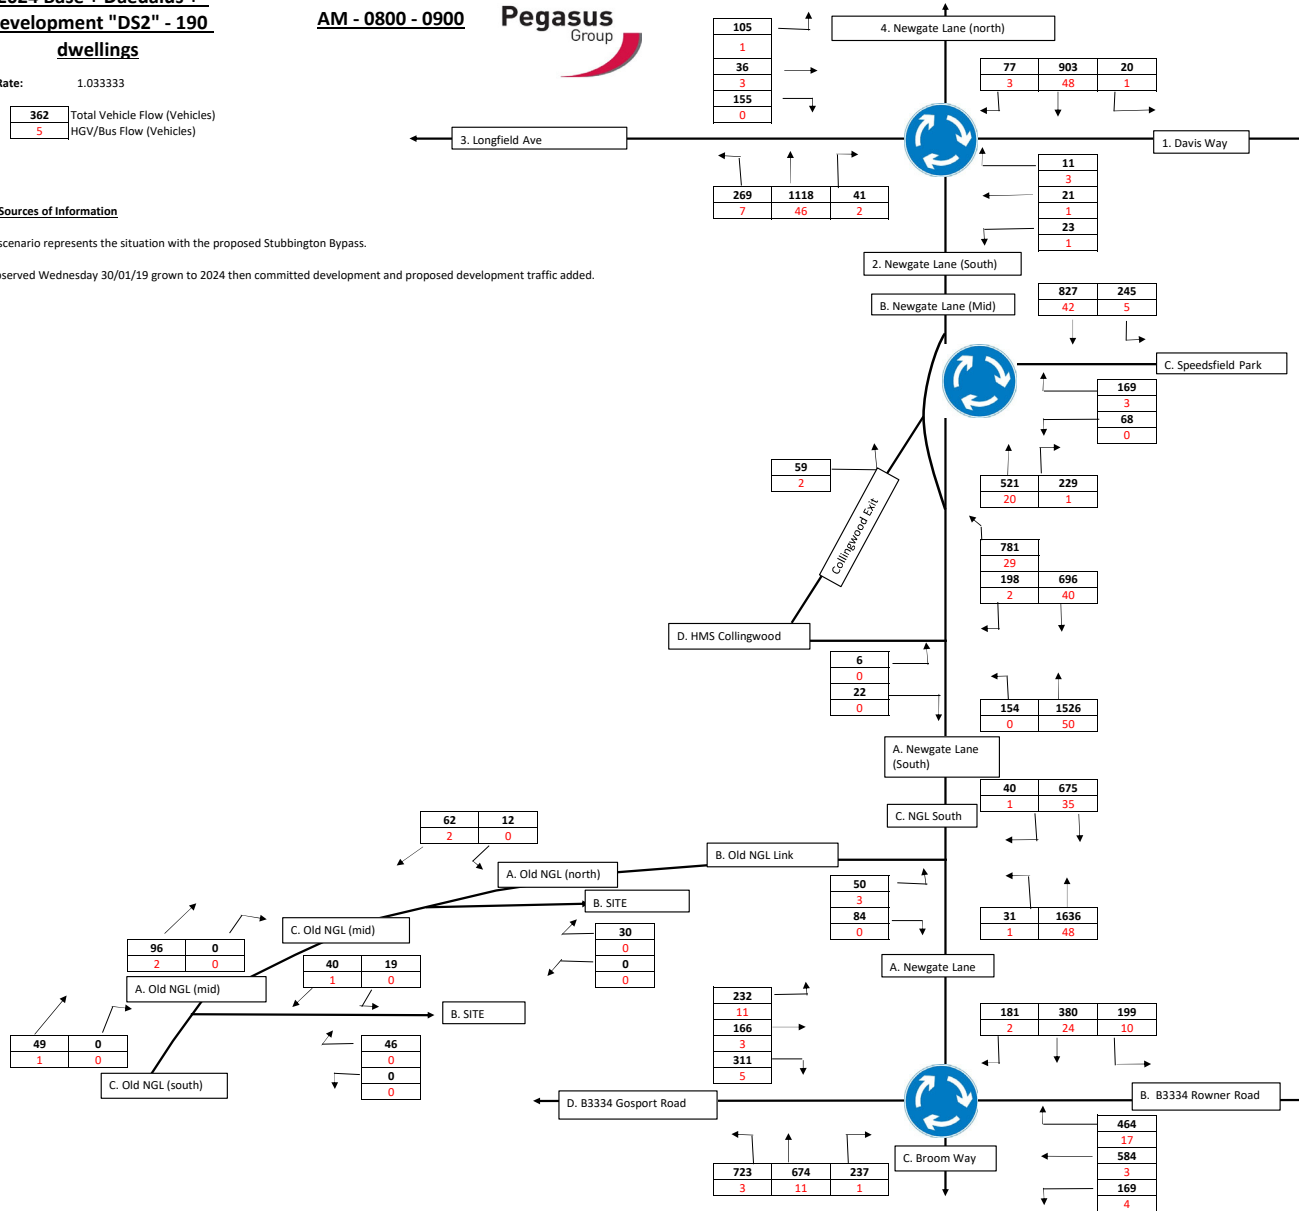 evelopment "DS2" - 190
dwellings
AM - 0800 - 0900
Pegasus
Group
Rate: 1.033333
362 Total Vehicle Flow (Vehicles)
5 HGV/Bus Flow (Vehicles)
Sources of Information
scenario represents the situation with the proposed Stubbington Bypass.
served Wednesday 30/01/19 grown to 2024 then committed development and proposed development traffic added.
105
1
36
3
155
0
4. Newgate Lane (north)
77 903 20
3 48 1
3. Longfield Ave
1. Davis Way
269 1118 41
7 46 2
11
3
21
1
23
1
2. Newgate Lane (South)
B. Newgate Lane (Mid)
827 245
42 5
C. Speedsfield Park
169
3
68
0
59
2
521 229
20 1
Collingwood Exit
781
29
198 696
2 40
D. HMS Collingwood
6
0
22
0
154 1526
0 50
A. Newgate Lane
(South)
40 675
1 35
C. NGL South
62 12
2 0
B. Old NGL Link
A. Old NGL (north)
50
3
84
0
31 1636
1 48
B. SITE
C. Old NGL (mid)
30
0
0
0
96 0
2 0
40 19
1 0
A. Newgate Lane
A. Old NGL (mid)
B. SITE
232
11
166
3
311
5
181 380 199
2 24 10
49 0
1 0
46
0
0
0
C. Old NGL (south)
D. B3334 Gosport Road
B. B3334 Rowner Road
464
17
584
3
169
4
C. Broom Way
723 674 237
3 11 1